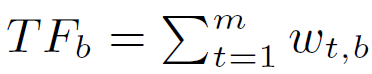 $TF_b = \sum_{t=1}^{m} w_{t,b}$